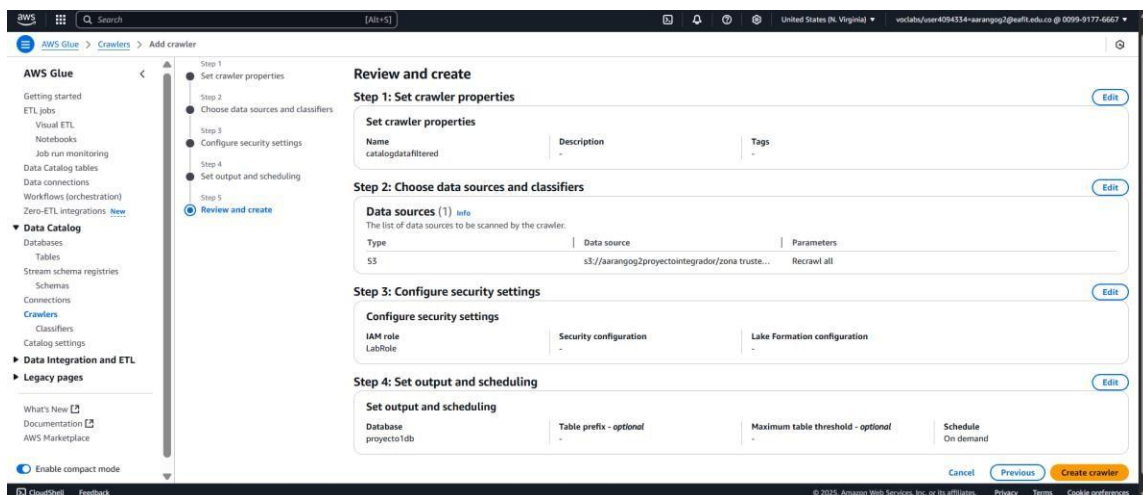 aws
Search
[Alt+S]
United States (N. Virginia)
voclabs/user4094334=aarangog2@eafit.edu.co @ 0099-9177-6667
AWS Glue > Crawlers > Add crawler
AWS Glue
Getting started
ETL jobs
Visual ETL
Notebooks
Job run monitoring
Data Catalog tables
Data connections
Workflows (orchestration)
Zero-ETL integrations New
Data Catalog
Databases
Tables
Stream schema registries
Schemas
Connections
Crawlers
Classifiers
Catalog settings
Data Integration and ETL
Legacy pages
What's New
Documentation
AWS Marketplace
Enable compact mode
Step 1
Set crawler properties
Step 2
Choose data sources and classifiers
Step 3
Configure security settings
Step 4
Set output and scheduling
Step 5
Review and create
Review and create
Step 1: Set crawler properties
Edit
Set crawler properties
Name Description Tags
catalogdatafiltered - -
Step 2: Choose data sources and classifiers
Edit
Data sources (1) Info
The list of data sources to be scanned by the crawler.
Type Data source Parameters
S3 s3://aarangog2proyectointegrador/zona truste... Recrawl all
Step 3: Configure security settings
Edit
Configure security settings
IAM role Security configuration Lake Formation configuration
LabRole - -
Step 4: Set output and scheduling
Edit
Set output and scheduling
Database Table prefix - optional Maximum table threshold - optional Schedule
proyecto1db - - On demand
Cancel Previous Create crawler
CloudShell Feedback
© 2025, Amazon Web Services, Inc. or its affiliates. Privacy Terms Cookie preferences